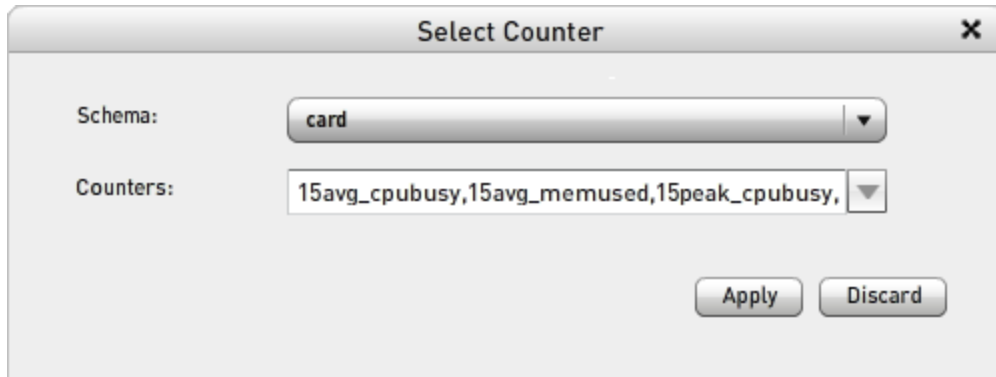 Select Counter
Schema: card
Counters: 15avg_cpubusy,15avg_memused,15peak_cpubusy,
Apply Discard